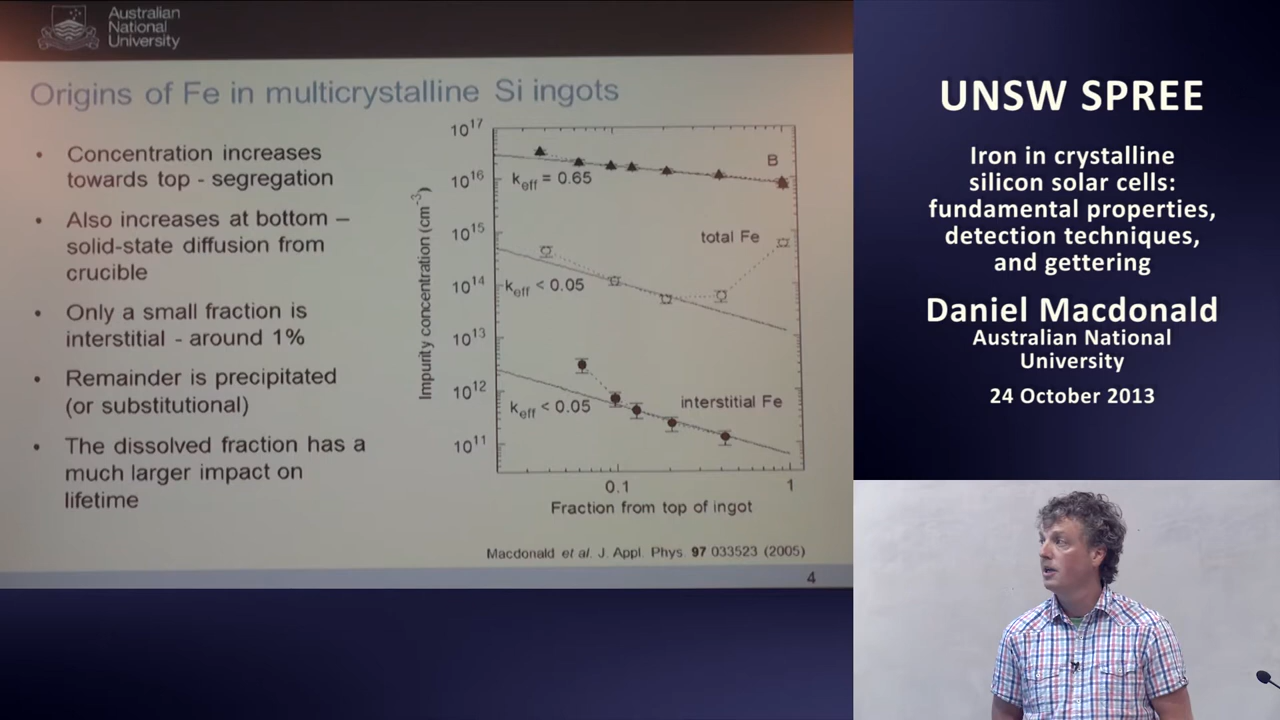 Australian
National
University
Origins of Fe in multicrystalline Si ingots
• Concentration increases
towards top - segregation
• Also increases at bottom –
solid-state diffusion from
crucible
• Only a small fraction is
interstitial - around 1%
• Remainder is precipitated
(or substitutional)
• The dissolved fraction has a
much larger impact on
lifetime
Impurity concentration (cm⁻³)
10¹⁷
10¹⁶
10¹⁵
10¹⁴
10¹³
10¹²
10¹¹
B
keff = 0.65
total Fe
keff < 0.05
keff < 0.05
interstitial Fe
0.1
1
Fraction from top of ingot
Macdonald et al. J. Appl. Phys. 97 033523 (2005)
4
UNSW SPREE
Iron in crystalline
silicon solar cells:
fundamental properties,
detection techniques,
and gettering
Daniel Macdonald
Australian National
University
24 October 2013